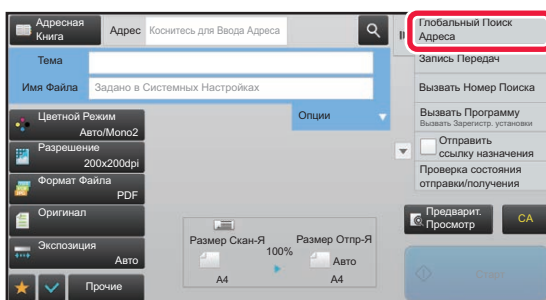 Адресная
Книга
Адрес
Коснитесь для Ввода Адреса
Глобальный Поиск
Адреса
Тема
Запись Передач
Имя Файла
Задано в Системных Настройках
Вызвать Номер Поиска
Цветной Режим
Авто/Mono2
Опции
Вызвать Программу
Вызвать Зарегистр. установки
Разрешение
200x200dpi
Отправить
ссылку назначения
Формат Файла
PDF
Проверка состояния
отправки/получения
Оригинал
Предварит.
Просмотр
CA
Экспозиция
Авто
Размер Скан-Я
100%
Размер Отпр-Я
Авто
A4
A4
Прочие
Старт